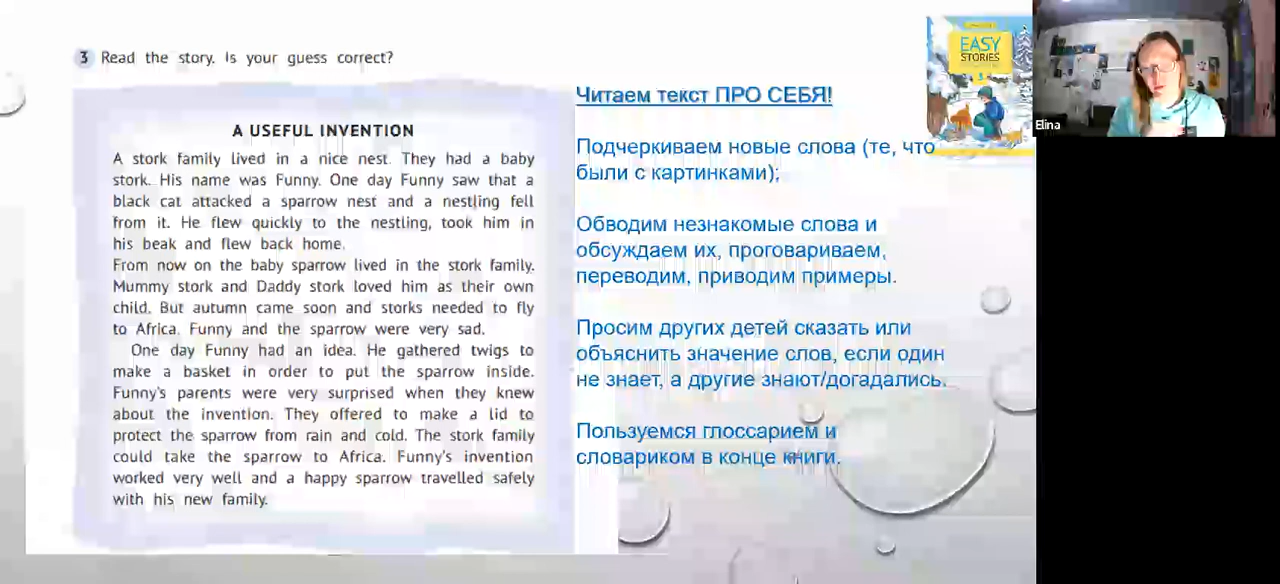 3 Read the story. Is your guess correct?
A USEFUL INVENTION
A stork family lived in a nice nest. They had a baby
stork. His name was Funny. One day Funny saw that a
black cat attacked a sparrow nest and a nestling fell
from it. He flew quickly to the nestling, took him in
his beak and flew back home.
From now on the baby sparrow lived in the stork family.
Mummy stork and Daddy stork loved him as their own
child. But autumn came soon and storks needed to fly
to Africa. Funny and the sparrow were very sad.
One day Funny had an idea. He gathered twigs to
make a basket in order to put the sparrow inside.
Funny's parents were very surprised when they knew
about the invention. They offered to make a lid to
protect the sparrow from rain and cold. The stork family
could take the sparrow to Africa. Funny's invention
worked very well and a happy sparrow travelled safely
with his new family.
Читаем текст ПРО СЕБЯ!
Подчеркиваем новые слова (те, что
были с картинками);
Обводим незнакомые слова и
обсуждаем их, проговариваем,
переводим, приводим примеры.
Просим других детей сказать или
объяснить значение слов, если один
не знает, а другие знают/догадались.
Пользуемся глоссарием и
словариком в конце книги.
EASY
STORIES
Elina